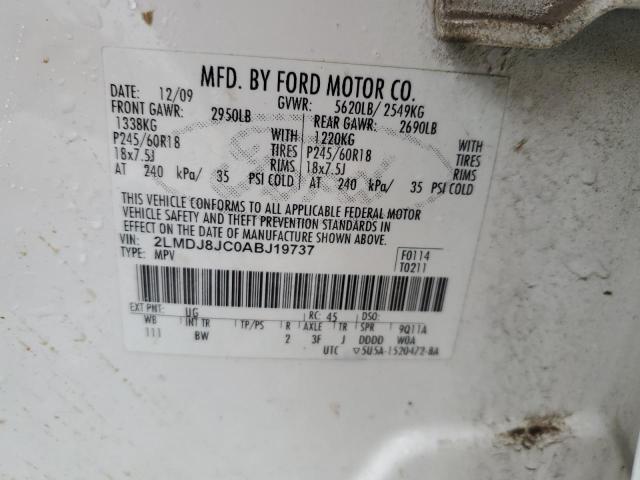 MFD. BY FORD MOTOR CO.
DATE: 12/09 GVWR: 5620LB/ 2549KG
FRONT GAWR: 2950LB REAR GAWR: 2690LB
1338KG WITH 1220KG WITH
P245/60R18 TIRES P245/60R18 TIRES
18x7.5J RIMS 18x7.5J RIMS
AT 240 kPa/ 35 PSI COLD AT 240 kPa/ 35 PSI COLD
THIS VEHICLE CONFORMS TO ALL APPLICABLE FEDERAL MOTOR
VEHICLE SAFETY AND THEFT PREVENTION STANDARDS IN
EFFECT ON THE DATE OF MANUFACTURE SHOWN ABOVE.
VIN: 2LMDJ8JC0ABJ19737 F0114
TYPE: MPV T0211
EXT PNT: UG RC: 45 DSO:
WB INT TR TP/PS R AXLE TR SPR 9Q11A
111 BW 2 3F J DDDD W0A
UTC